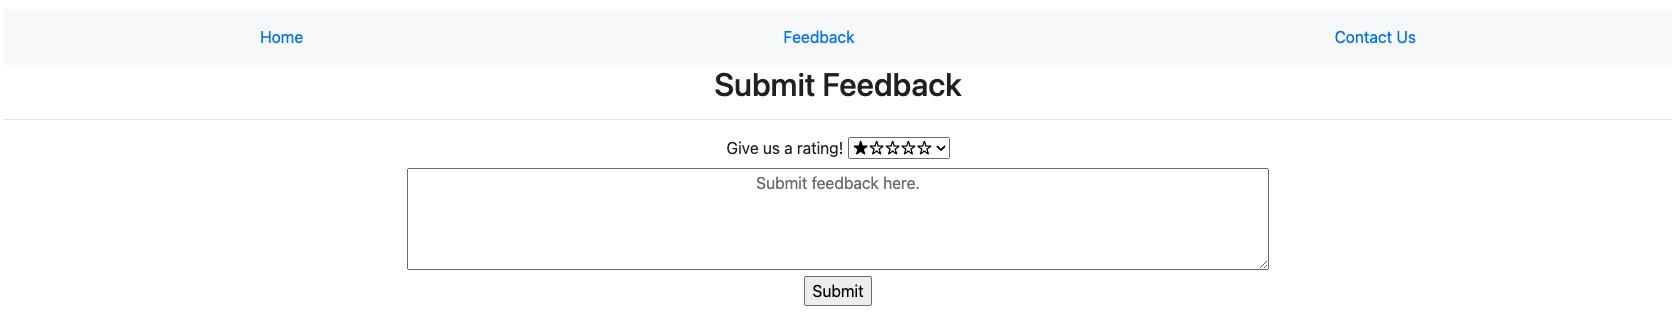 Home Feedback Contact Us
Submit Feedback
Give us a rating! ★☆☆☆☆
Submit feedback here.
Submit